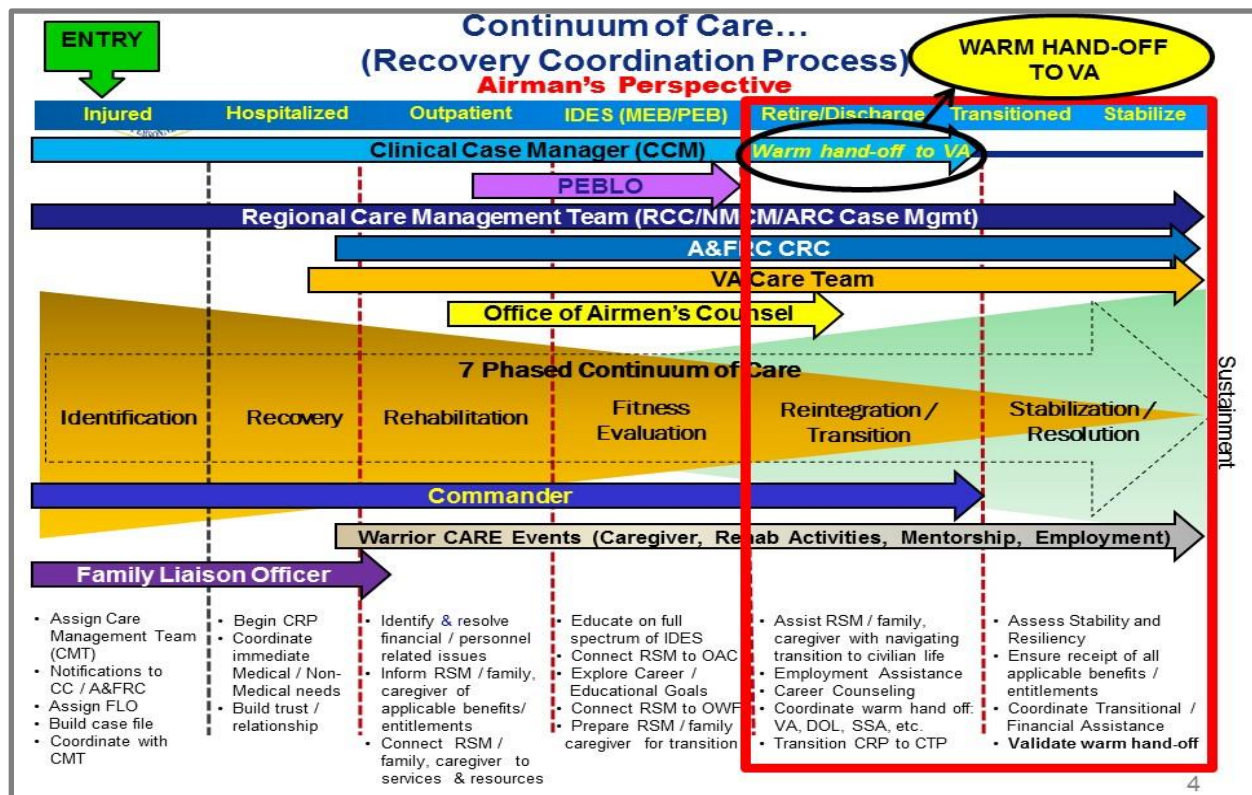 ENTRY
Continuum of Care...
(Recovery Coordination Process)
Airman's Perspective
WARM HAND-OFF
TO VA
Injured
Hospitalized
Outpatient
IDES (MEB/PEB)
Retire/Discharge
Transitioned
Stabilize
Clinical Case Manager (CCM)
Warm hand-off to VA
PEBLO
Regional Care Management Team (RCC/NMCM/ARC Case Mgmt)
A&FRC CRC
VA Care Team
Office of Airmen's Counsel
7 Phased Continuum of Care
Identification
Recovery
Rehabilitation
Fitness
Evaluation
Reintegration /
Transition
Stabilization /
Resolution
Sustainment
Commander
Warrior CARE Events (Caregiver, Rehab Activities, Mentorship, Employment)
Family Liaison Officer
• Assign Care
Management Team
(CMT)
• Notifications to
CC / A&FRC
• Assign FLO
• Build case file
• Coordinate with
CMT
• Begin CRP
• Coordinate
immediate
Medical / Non-
Medical needs
• Build trust /
relationship
• Identify & resolve
financial / personnel
related issues
• Inform RSM / family,
caregiver of
applicable benefits/
entitlements
• Connect RSM /
family, caregiver to
services & resources
• Educate on full
spectrum of IDES
• Connect RSM to OAC
• Explore Career /
Educational Goals
• Connect RSM to OWF
• Prepare RSM / family
caregiver for transition
• Assist RSM / family,
caregiver with navigating
transition to civilian life
• Employment Assistance
• Career Counseling
• Coordinate warm hand off:
VA, DOL, SSA, etc.
• Transition CRP to CTP
• Assess Stability and
Resiliency
• Ensure receipt of all
applicable benefits /
entitlements
• Coordinate Transitional /
Financial Assistance
• Validate warm hand-off
4